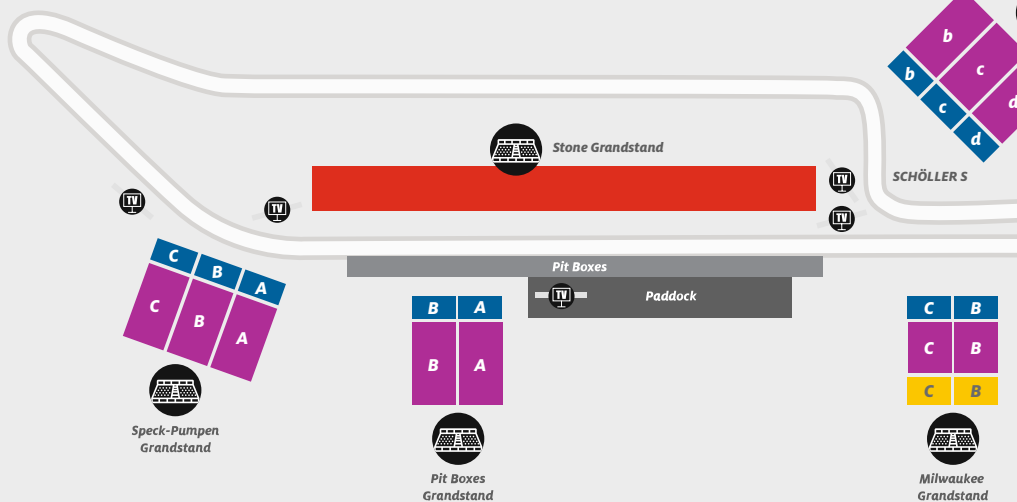 b
c
d
b
c
d
Stone Grandstand
TV
SCHÖLLER S
TV
TV
TV
Pit Boxes
TV
Paddock
C
B
A
C
B
A
B A
B A
C B
C B
C B
Speck-Pumpen
Grandstand
Pit Boxes
Grandstand
Milwaukee
Grandstand